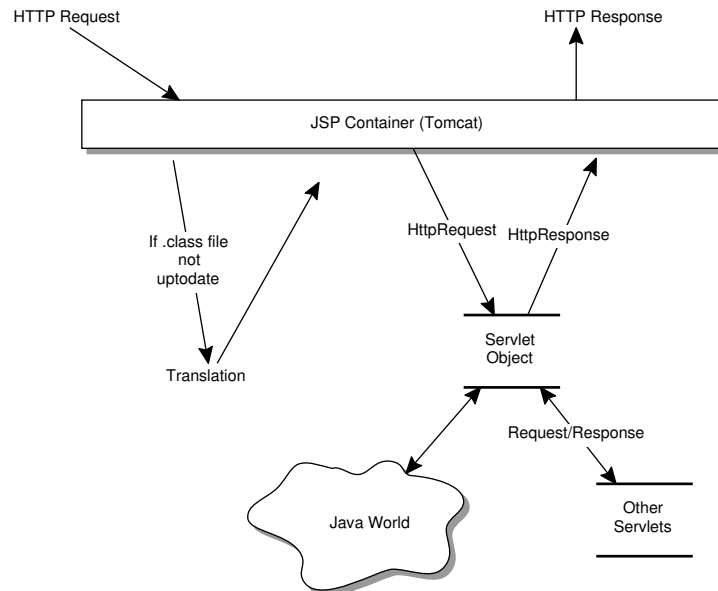 HTTP Request
HTTP Response
JSP Container (Tomcat)
HttpRequest
HttpResponse
If .class file
not
uptodate
Servlet
Object
Translation
Request/Response
Java World
Other
Servlets